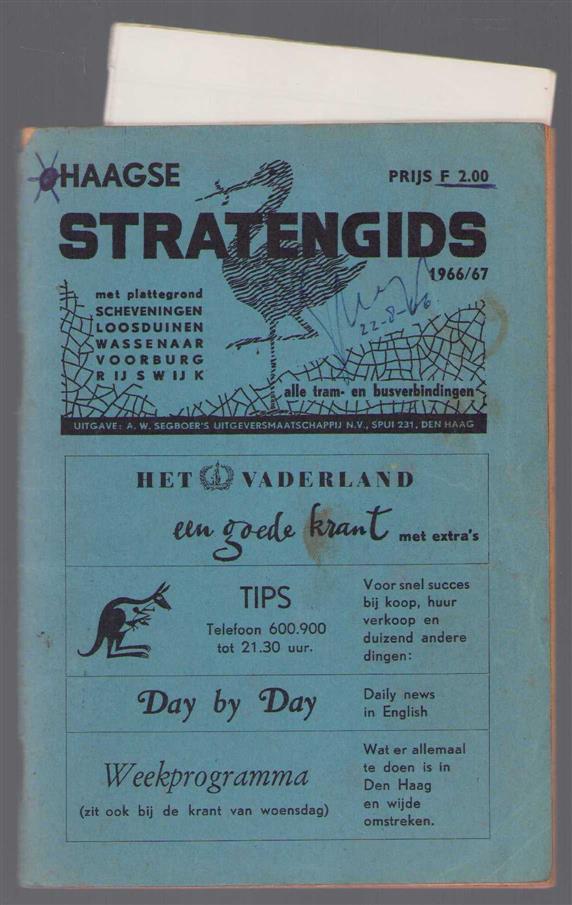 HAAGSE
PRIJS F 2.00
STRATENGIDS
1966/67
met plattegrond
SCHEVENINGEN
LOOSDUINEN
WASSENAAR
VOORBURG
RIJSWIJK
22-8-66
alle tram- en busverbindingen
UITGAVE: A. W. SEGBOER'S UITGEVERSMAATSCHAPPIJ N.V., SPUI 231, DEN HAAG
HET VADERLAND
een goede krant met extra's
TIPS
Telefoon 600.900
tot 21.30 uur.
Voor snel succes
bij koop, huur
verkoop en
duizend andere
dingen:
Day by Day
Daily news
in English
Weekprogramma
(zit ook bij de krant van woensdag)
Wat er allemaal
te doen is in
Den Haag
en wijde
omstreken.